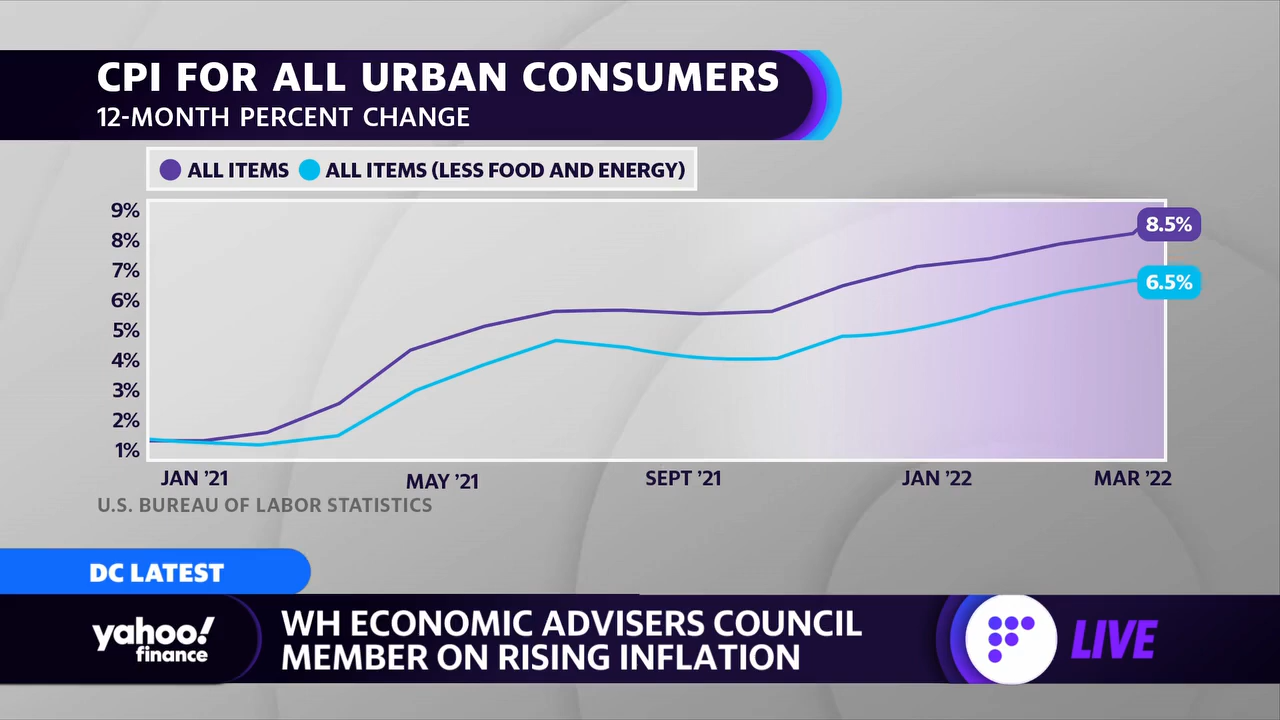 CPI FOR ALL URBAN CONSUMERS
12-MONTH PERCENT CHANGE
ALL ITEMS ALL ITEMS (LESS FOOD AND ENERGY)
9%
8%
7%
6%
5%
4%
3%
2%
1%
8.5%
6.5%
JAN ’21 MAY ’21 SEPT ’21 JAN ’22 MAR ’22
U.S. BUREAU OF LABOR STATISTICS
DC LATEST
yahoo!
finance
WH ECONOMIC ADVISERS COUNCIL
MEMBER ON RISING INFLATION
LIVE